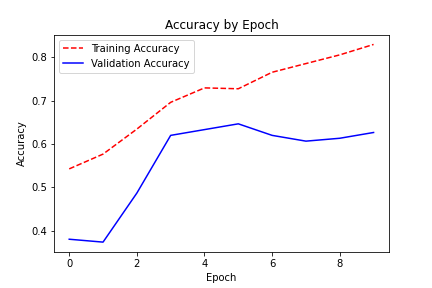 Accuracy by Epoch
Training Accuracy
Validation Accuracy
Accuracy
0.8
0.7
0.6
0.5
0.4
0 2 4 6 8
Epoch